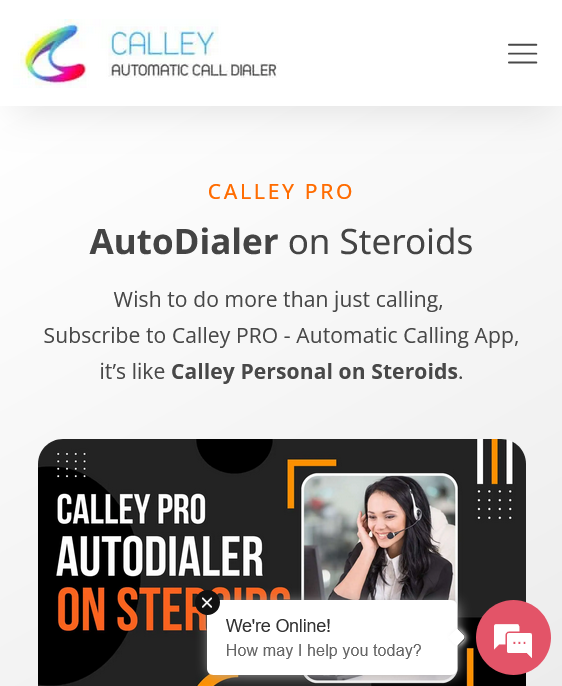 CALLEY
AUTOMATIC CALL DIALER
CALLEY PRO
AutoDialer on Steroids
Wish to do more than just calling,
Subscribe to Calley PRO - Automatic Calling App,
it's like Calley Personal on Steroids.
CALLEY PRO
AUTODIALER
ON STEROIDS
We're Online!
How may I help you today?